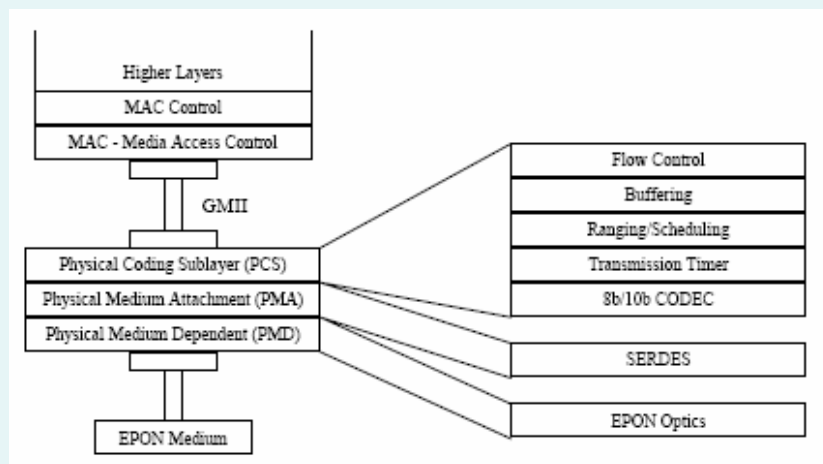 Higher Layers
MAC Control
MAC - Media Access Control
GMII
Physical Coding Sublayer (PCS)
Physical Medium Attachment (PMA)
Physical Medium Dependent (PMD)
EPON Medium
Flow Control
Buffering
Ranging/Scheduling
Transmission Timer
8b/10b CODEC
SERDES
EPON Optics